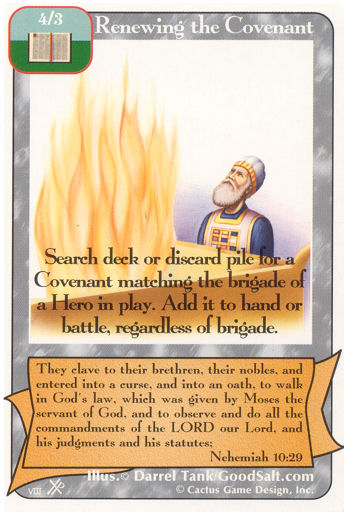 4/3
Renewing the Covenant
Search deck or discard pile for a
Covenant matching the brigade of
a Hero in play. Add it to hand or
battle, regardless of brigade.
They clave to their brethren, their nobles, and
entered into a curse, and into an oath, to walk
in God's law, which was given by Moses the
servant of God, and to observe and do all the
commandments of the LORD our Lord, and
his judgments and his statutes;
Nehemiah 10:29
Illus.© Darrel Tank/GoodSalt.com
VIII
© Cactus Game Design, Inc.